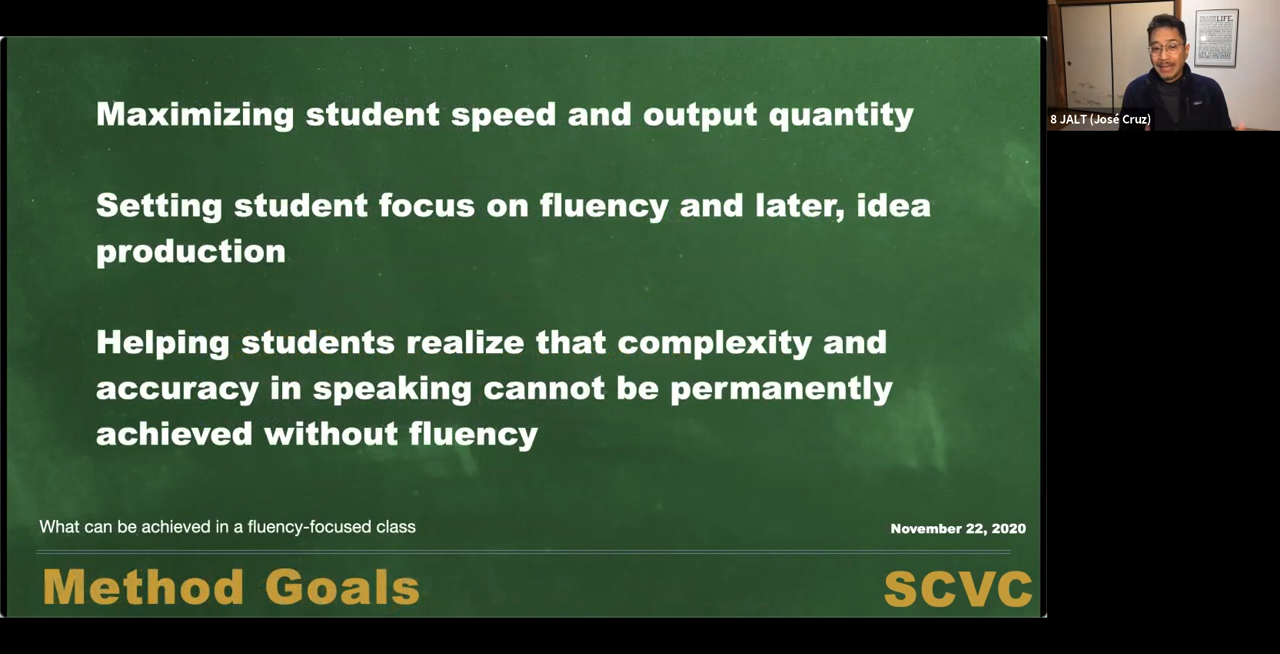 Maximizing student speed and output quantity
Setting student focus on fluency and later, idea
production
Helping students realize that complexity and
accuracy in speaking cannot be permanently
achieved without fluency
What can be achieved in a fluency-focused class
November 22, 2020
Method Goals
SCVC
LIFE.
8 JALT (José Cruz)